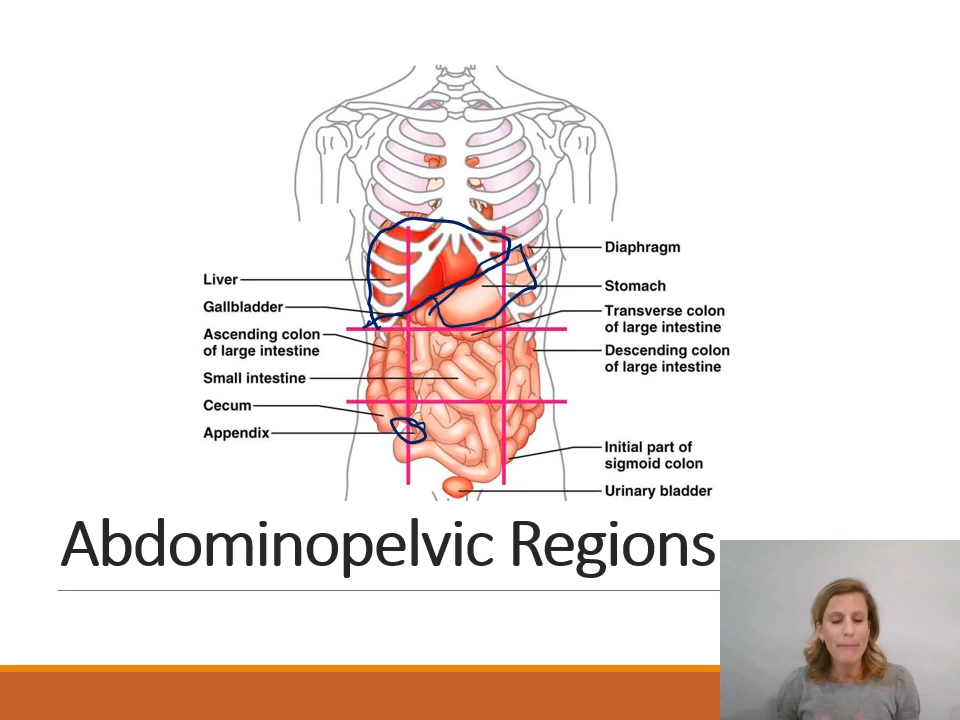 Liver
Gallbladder
Ascending colon
of large intestine
Small intestine
Cecum
Appendix
Diaphragm
Stomach
Transverse colon
of large intestine
Descending colon
of large intestine
Initial part of
sigmoid colon
Urinary bladder
Abdominopelvic Regions